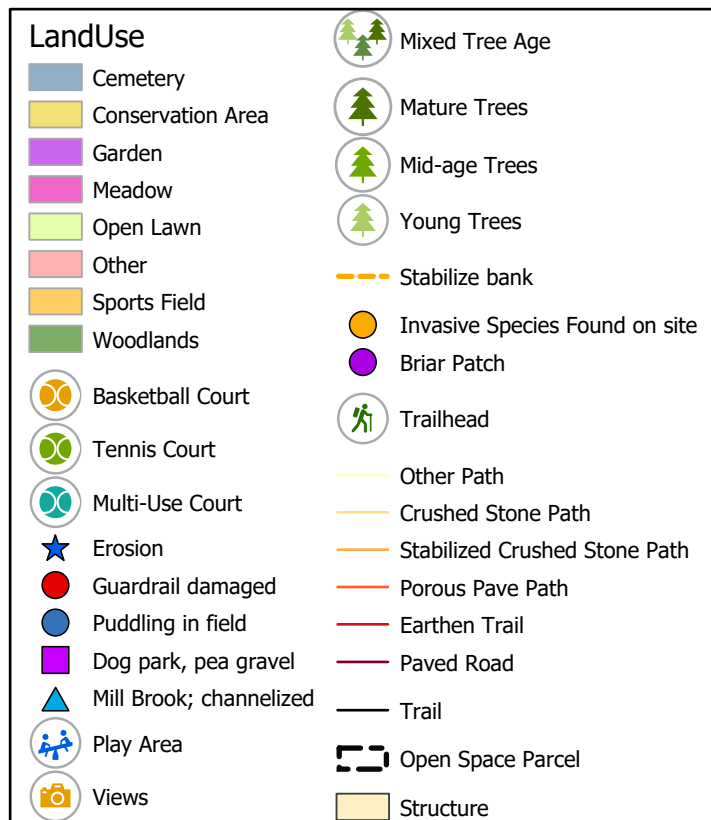 LandUse
Cemetery
Conservation Area
Garden
Meadow
Open Lawn
Other
Sports Field
Woodlands
Basketball Court
Tennis Court
Multi-Use Court
Erosion
Guardrail damaged
Puddling in field
Dog park, pea gravel
Mill Brook; channelized
Play Area
Views
Mixed Tree Age
Mature Trees
Mid-age Trees
Young Trees
Stabilize bank
Invasive Species Found on site
Briar Patch
Trailhead
Other Path
Crushed Stone Path
Stabilized Crushed Stone Path
Porous Pave Path
Earthen Trail
Paved Road
Trail
Open Space Parcel
Structure